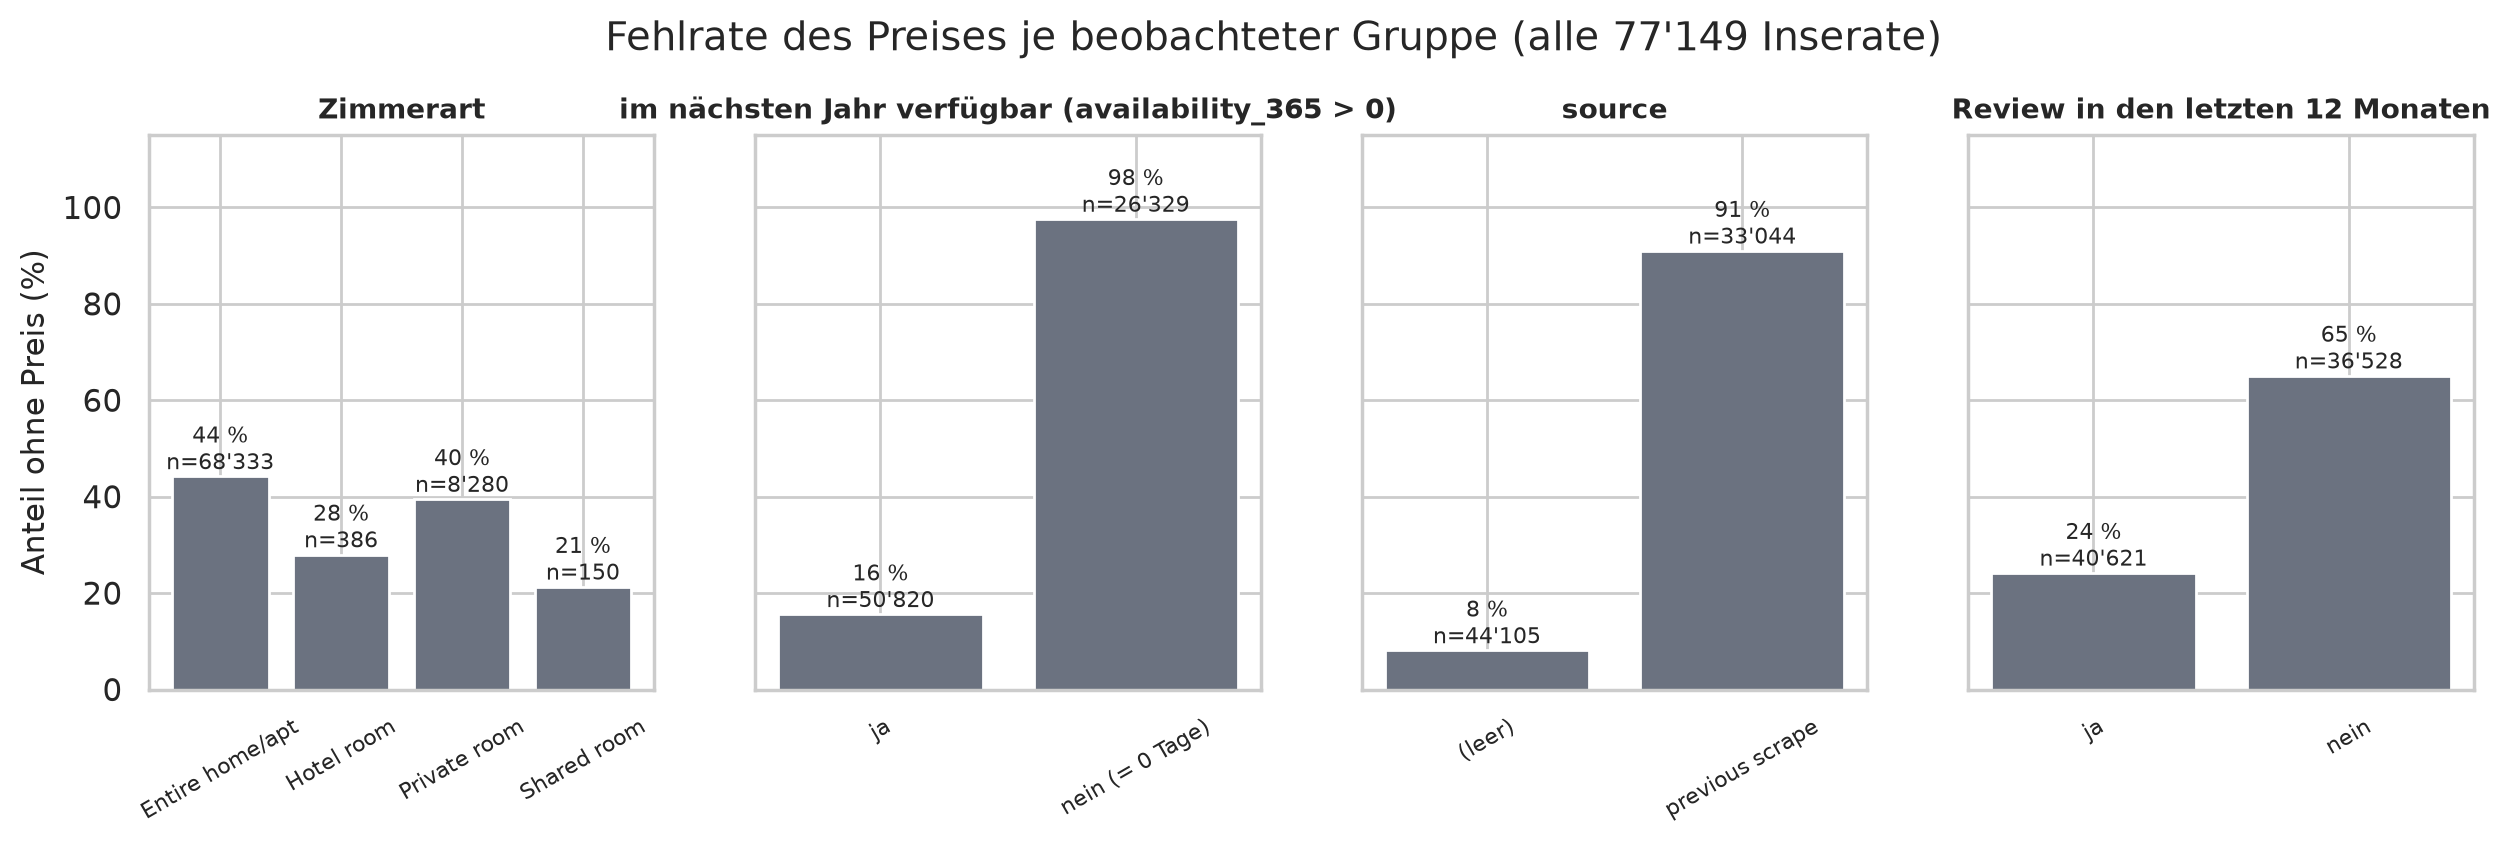 Fehlrate des Preises je beobachteter Gruppe (alle 77'149 Inserate)
Zimmerart
Anteil ohne Preis (%)
100
80
60
40
20
0
44 %
n=68'333
28 %
n=386
40 %
n=8'280
21 %
n=150
Entire home/apt
Hotel room
Private room
Shared room
im nächsten Jahr verfügbar (availability_365 > 0)
16 %
n=50'820
98 %
n=26'329
ja
nein (= 0 Tage)
source
8 %
n=44'105
91 %
n=33'044
(leer)
previous scrape
Review in den letzten 12 Monaten
24 %
n=40'621
65 %
n=36'528
ja
nein